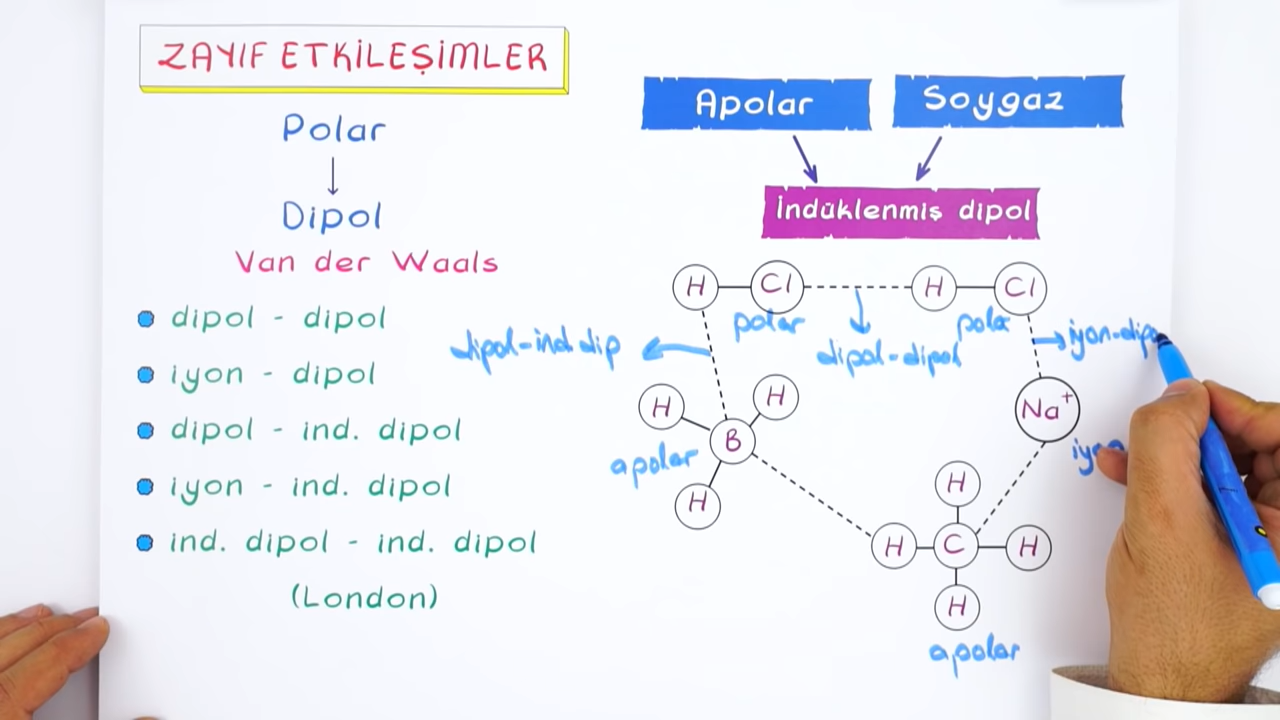 ZAYIF ETKİLEŞİMLER
Polar
Dipol
Van der Waals
dipol - dipol
iyon - dipol
dipol - ind. dipol
iyon - ind. dipol
ind. dipol - ind. dipol
(London)
Apolar
Soygaz
İndüklenmiş dipol
H Cl H Cl
polar
polar
dipol-ind.dip
dipol-dipol
iyon-dipo
H H
B
H
apolar
Na+
H
H C H
H
apolar